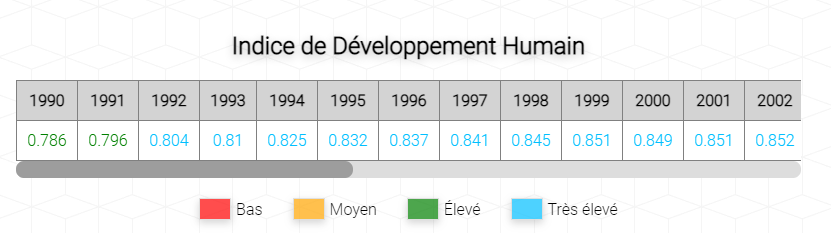 Indice de Développement Humain
1990 1991 1992 1993 1994 1995 1996 1997 1998 1999 2000 2001 2002
0.786 0.796 0.804 0.81 0.825 0.832 0.837 0.841 0.845 0.851 0.849 0.851 0.852
Bas Moyen Élevé Très élevé